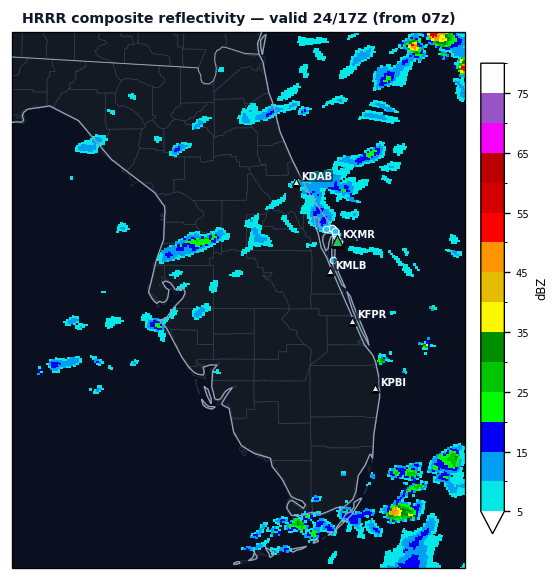 HRRR composite reflectivity — valid 24/17Z (from 07z)
KDAB
KXMR
KMLB
KFPR
KPBI
75
65
55
45
35
25
15
5
dBZ